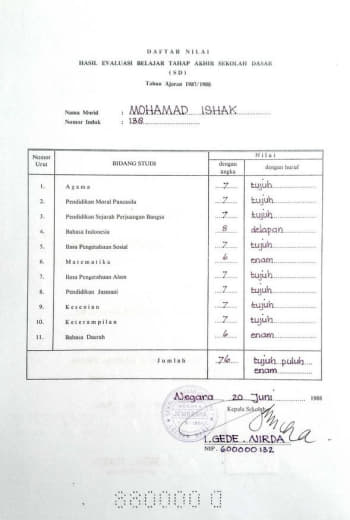 DAFTAR NILAI
HASIL EVALUASI BELAJAR TAHAP AKHIR SEKOLAH DASAR
(SD)
Tahun Ajaran 1987/1988
Nama Murid : MOHAMAD ISHAK
Nomor Induk : 138
Nomor Urut BIDANG STUDI Nilai
dengan angka dengan huruf
1. Agama 7 tujuh
2. Pendidikan Moral Pancasila 7 tujuh
3. Pendidikan Sejarah Perjuangan Bangsa 7 tujuh
4. Bahasa Indonesia 8 delapan
5. Ilmu Pengetahuan Sosial 7 tujuh
6. Matematika 6 enam
7. Ilmu Pengetahuan Alam 7 tujuh
8. Pendidikan Jasmani 7 tujuh
9. Kesenian 7 tujuh
10. Keterampilan 7 tujuh
11. Bahasa Daerah 6 enam
Jumlah 76 tujuh puluh
enam
Negara 20 Juni 1988
Kepala Sekolah
I. GEDE. NIRDA
NIP. 600000132